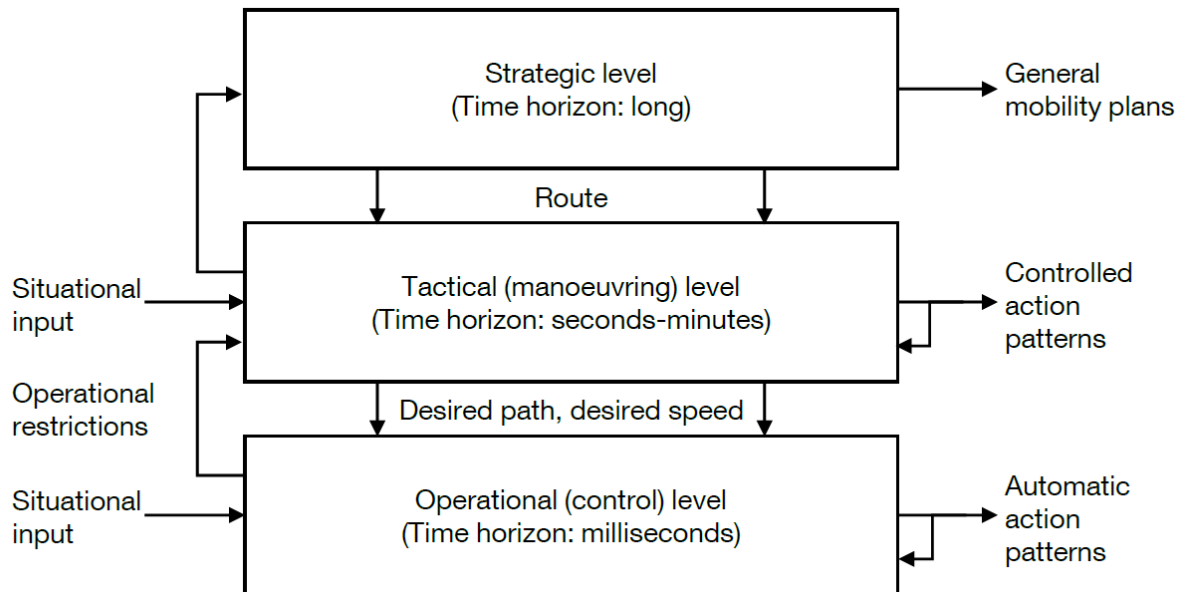 Strategic level
(Time horizon: long)
General
mobility plans
Route
Situational
input
Tactical (manoeuvring) level
(Time horizon: seconds-minutes)
Controlled
action
patterns
Operational
restrictions
Desired path, desired speed
Situational
input
Operational (control) level
(Time horizon: milliseconds)
Automatic
action
patterns